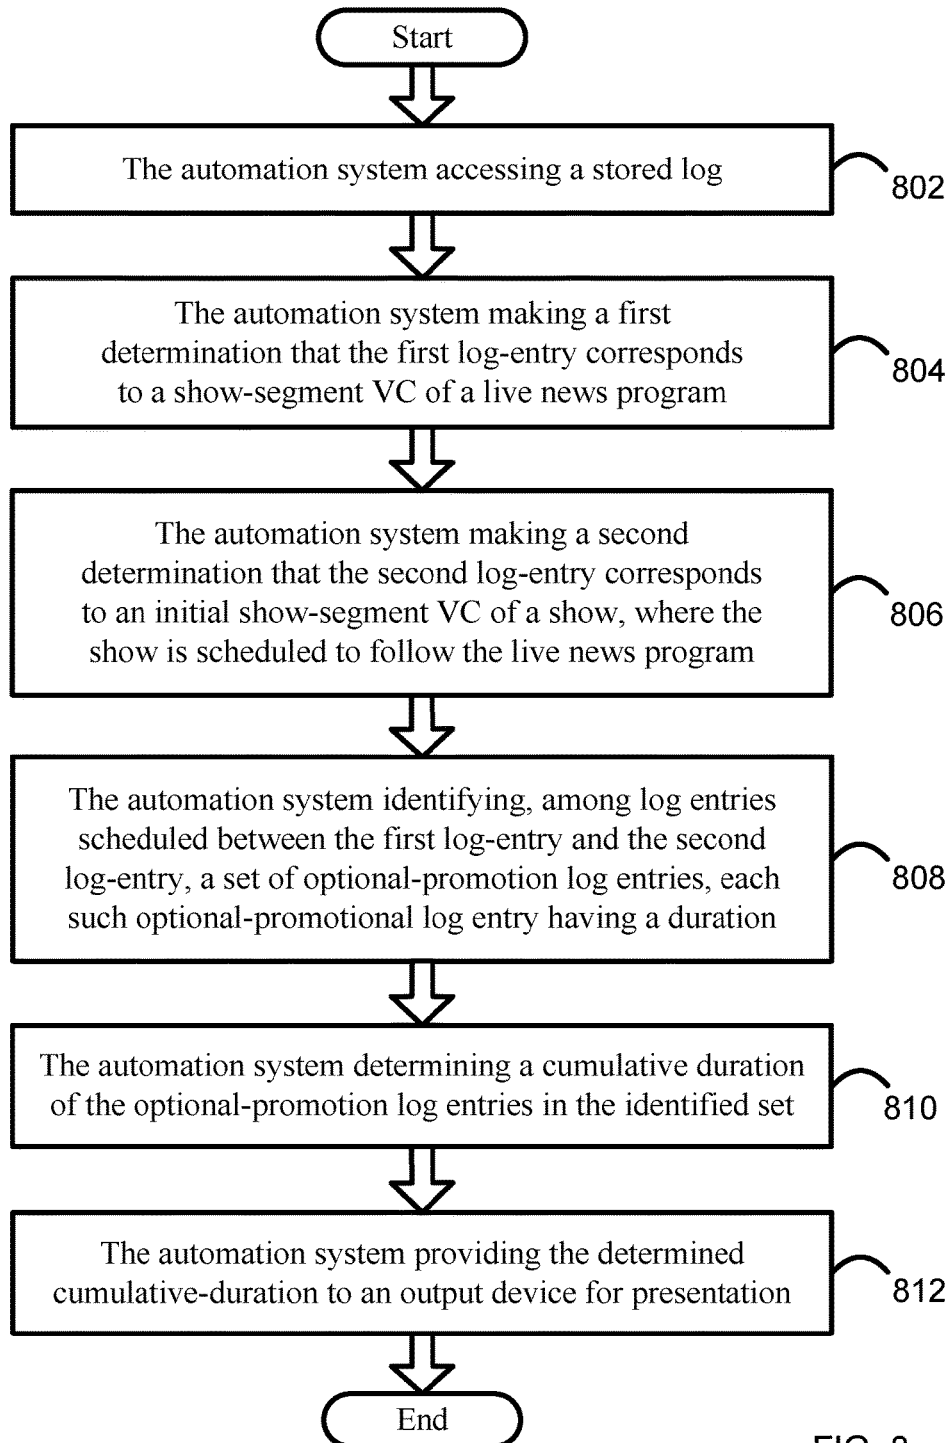 Start
The automation system accessing a stored log
802
The automation system making a first
determination that the first log-entry corresponds
to a show-segment VC of a live news program
804
The automation system making a second
determination that the second log-entry corresponds
to an initial show-segment VC of a show, where the
show is scheduled to follow the live news program
806
The automation system identifying, among log entries
scheduled between the first log-entry and the second
log-entry, a set of optional-promotion log entries, each
such optional-promotional log entry having a duration
808
The automation system determining a cumulative duration
of the optional-promotion log entries in the identified set
810
The automation system providing the determined
cumulative-duration to an output device for presentation
812
End
FIG. 8